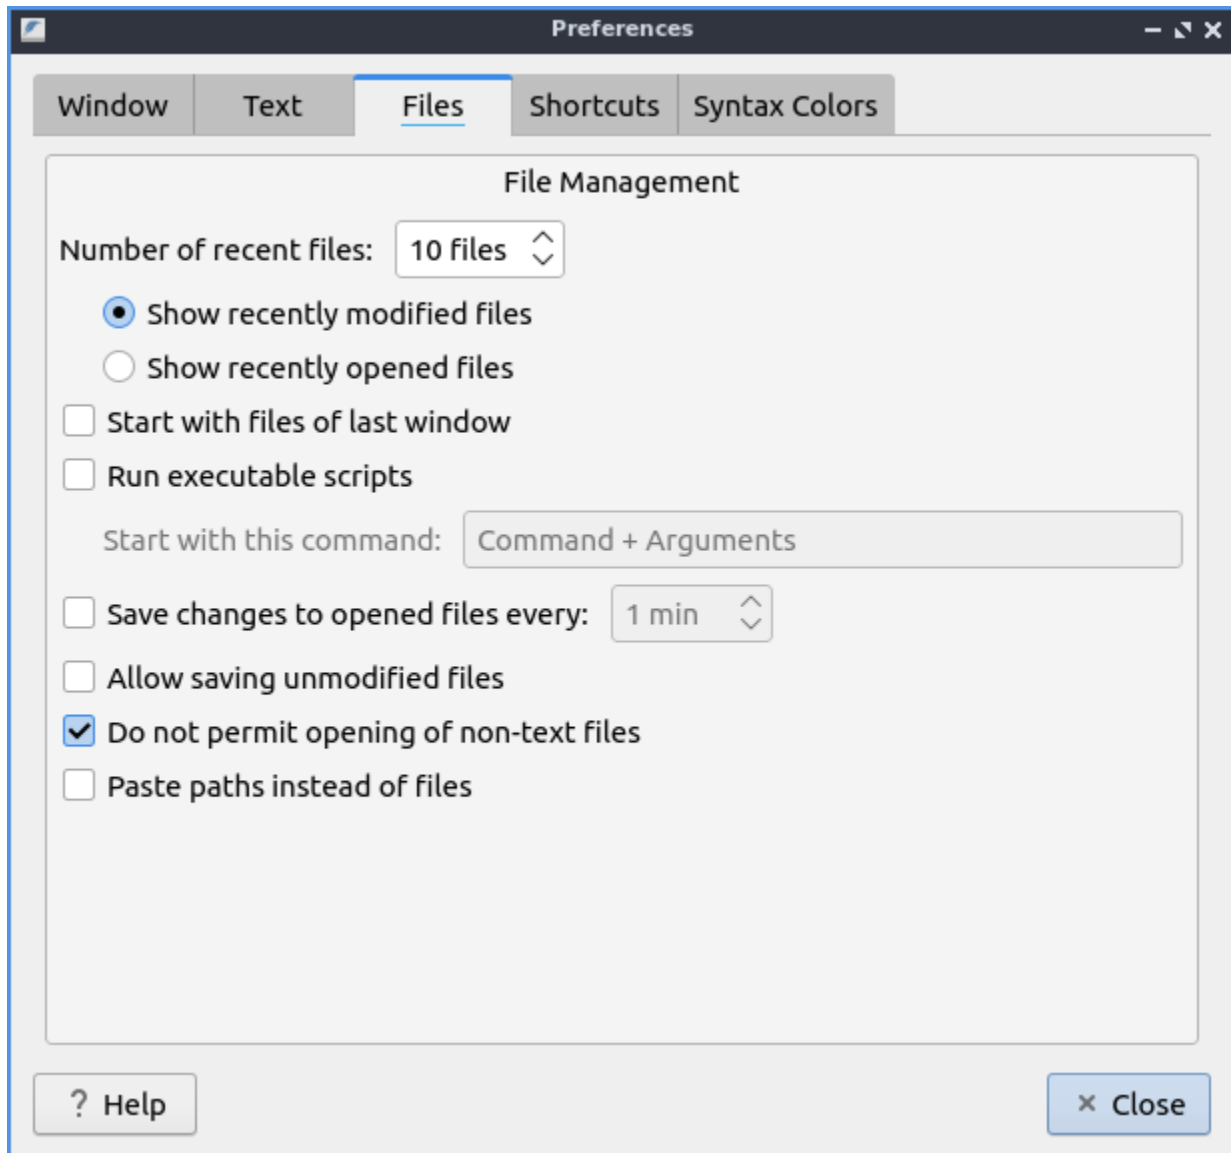 Preferences
Window Text Files Shortcuts Syntax Colors
File Management
Number of recent files: 10 files
Show recently modified files
Show recently opened files
Start with files of last window
Run executable scripts
Start with this command: Command + Arguments
Save changes to opened files every: 1 min
Allow saving unmodified files
Do not permit opening of non-text files
Paste paths instead of files
? Help × Close